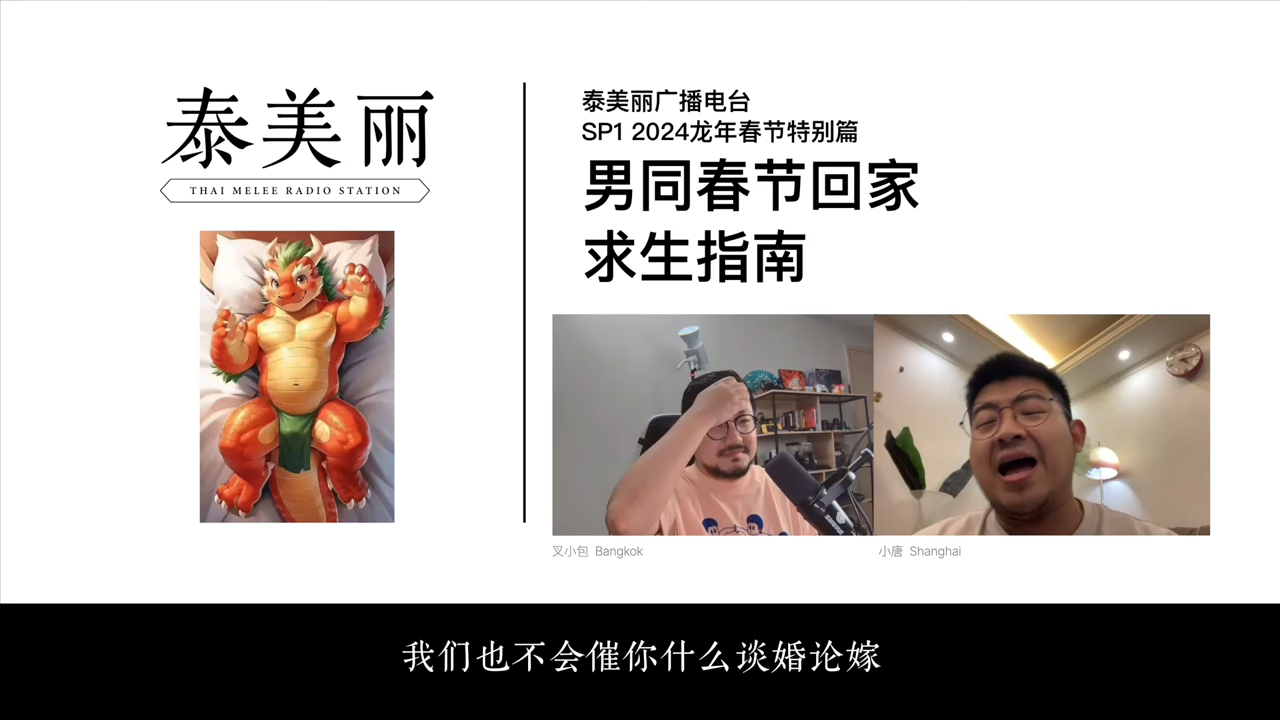 泰美丽
THAI MELEE RADIO STATION
泰美丽广播电台
SP1 2024龙年春节特别篇
男同春节回家
求生指南
叉小包 Bangkok
小唐 Shanghai
我们也不会催你什么谈婚论嫁